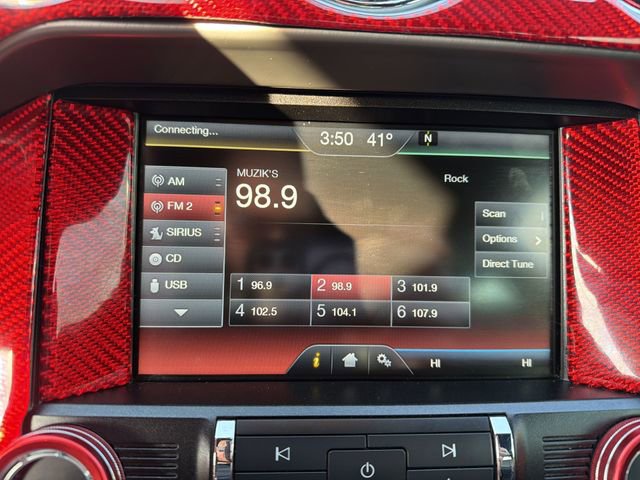 Connecting... 3:50 41° N
MUZIK'S
98.9
Rock
AM
FM 2
SIRIUS
CD
USB
Scan
Options >
Direct Tune
1 96.9 2 98.9 3 101.9
4 102.5 5 104.1 6 107.9
i
HI HI